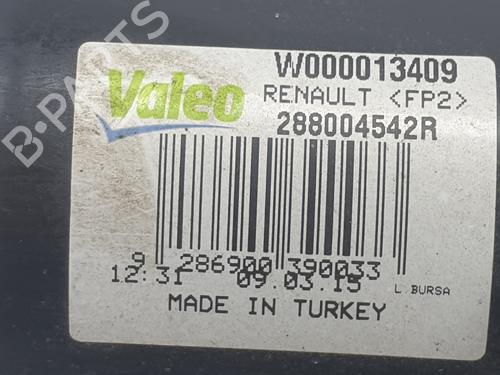 Valeo
W000013409
RENAULT <FP2>
288004542R
9 286900 390033
12:31 09.03.15 L.BURSA
MADE IN TURKEY
B-PARTS